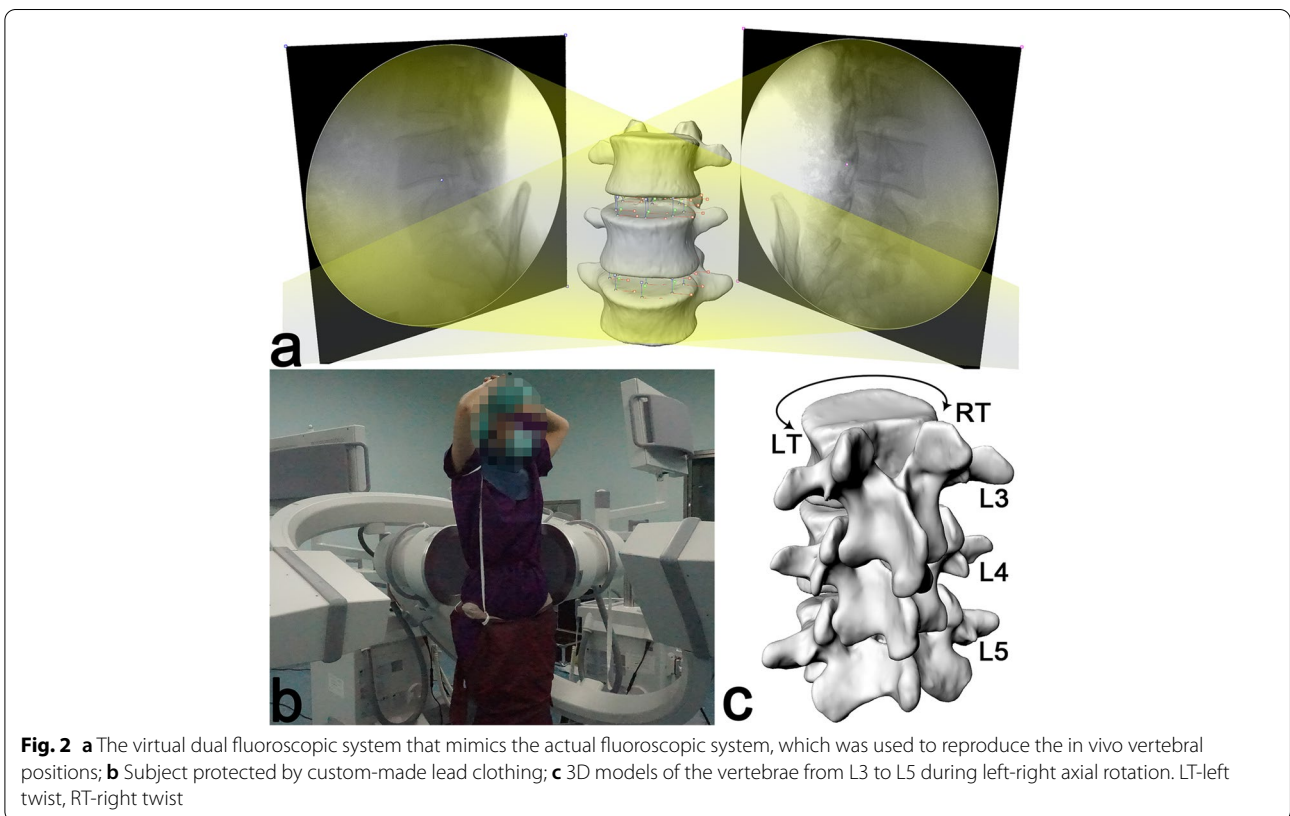 a
b
c
LT
RT
L3
L4
L5
Fig. 2 a The virtual dual fluoroscopic system that mimics the actual fluoroscopic system, which was used to reproduce the in vivo vertebral
positions; b Subject protected by custom-made lead clothing; c 3D models of the vertebrae from L3 to L5 during left-right axial rotation. LT-left
twist, RT-right twist